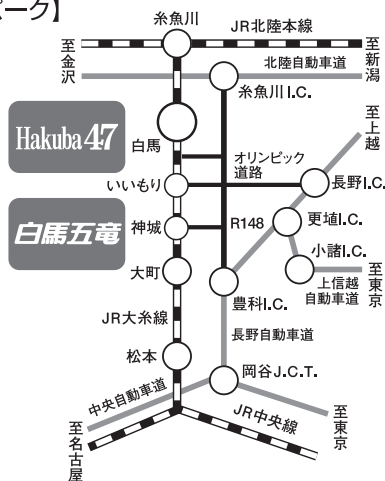 パーク】
糸魚川
JR北陸本線
至金沢
至新潟
北陸自動車道
糸魚川I.C.
至上越
Hakuba47
白馬
オリンピック
道路
いいもり
長野I.C.
白馬五竜
神城
R148
更埴I.C.
小諸I.C.
大町
至東京
上信越
自動車道
豊科I.C.
JR大糸線
長野自動車道
松本
岡谷J.C.T.
中央自動車道
JR中央線
至名古屋
至東京